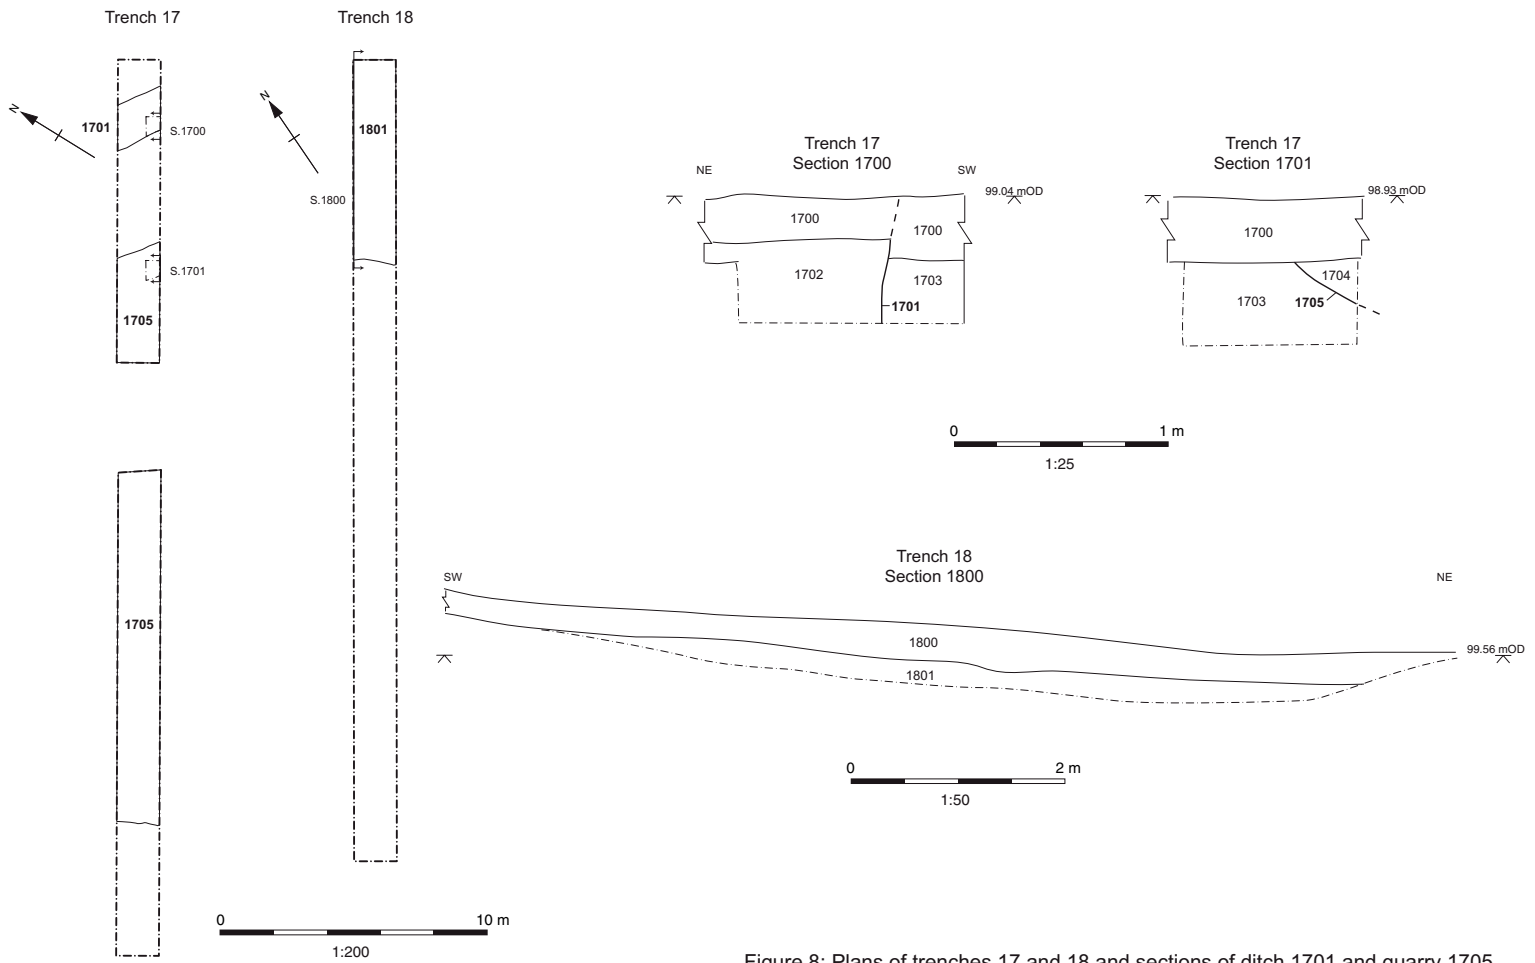 Trench 17
Trench 18
N
1701
S.1700
S.1701
1705
1705
N
1801
S.1800
Trench 17
Section 1700
NE
SW
99.04 mOD
1700
1700
1702
1703
1701
Trench 17
Section 1701
98.93 mOD
1700
1704
1703
1705
0
1 m
1:25
Trench 18
Section 1800
SW
NE
1800
99.56 mOD
1801
0
2 m
1:50
0
10 m
1:200
Figure 8: Plans of trenches 17 and 18 and sections of ditch 1701 and quarry 1705